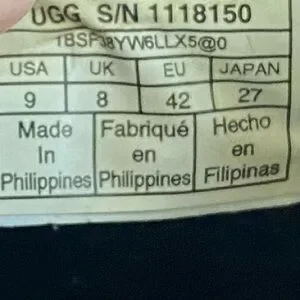 UGG S/N 1118150
USA UK EU JAPAN
9 8 42 27
Made Fabriqué Hecho
In en en
Philippines Philippines Filipinas